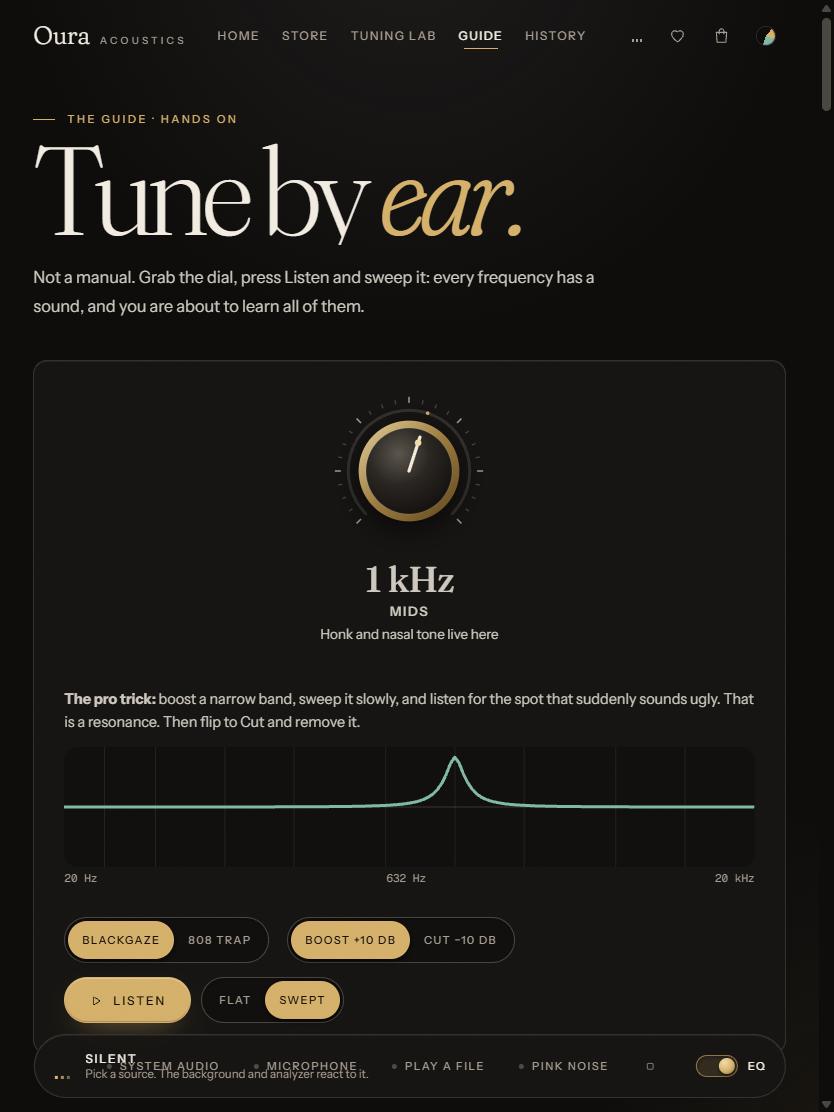 Oura ACOUSTICS HOME STORE TUNING LAB GUIDE HISTORY ...
THE GUIDE · HANDS ON
Tune by ear.
Not a manual. Grab the dial, press Listen and sweep it: every frequency has a
sound, and you are about to learn all of them.
1 kHz
MIDS
Honk and nasal tone live here
The pro trick: boost a narrow band, sweep it slowly, and listen for the spot that suddenly sounds ugly. That
is a resonance. Then flip to Cut and remove it.
20 Hz 632 Hz 20 kHz
BLACKGAZE 808 TRAP BOOST +10 DB CUT −10 DB
LISTEN FLAT SWEPT
SILENT
SYSTEM AUDIO MICROPHONE PLAY A FILE PINK NOISE EQ
Pick a source. The background and analyzer react to it.